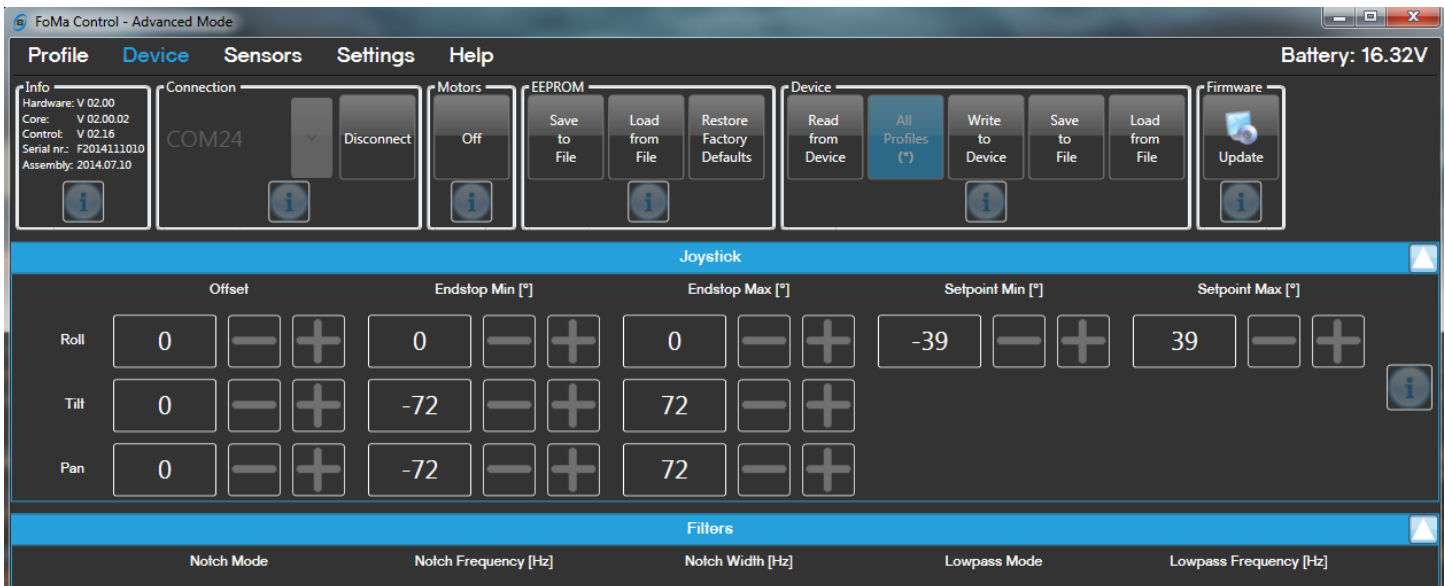 FoMa Control - Advanced Mode
Profile Device Sensors Settings Help Battery: 16.32V
Info
Hardware: V 02.00
Core: V 02.00.02
Control: V 02.16
Serial nr.: F2014111010
Assembly: 2014.07.10
Connection
COM24
Disconnect
Motors
Off
EEPROM
Save
to
File
Load
from
File
Restore
Factory
Defaults
Device
Read
from
Device
All
Profiles
(*)
Write
to
Device
Save
to
File
Load
from
File
Firmware
Update
Joystick
Offset Endstop Min [°] Endstop Max [°] Setpoint Min [°] Setpoint Max [°]
Roll 0 0 0 -39 39
Tilt 0 -72 72
Pan 0 -72 72
Filters
Notch Mode Notch Frequency [Hz] Notch Width [Hz] Lowpass Mode Lowpass Frequency [Hz]